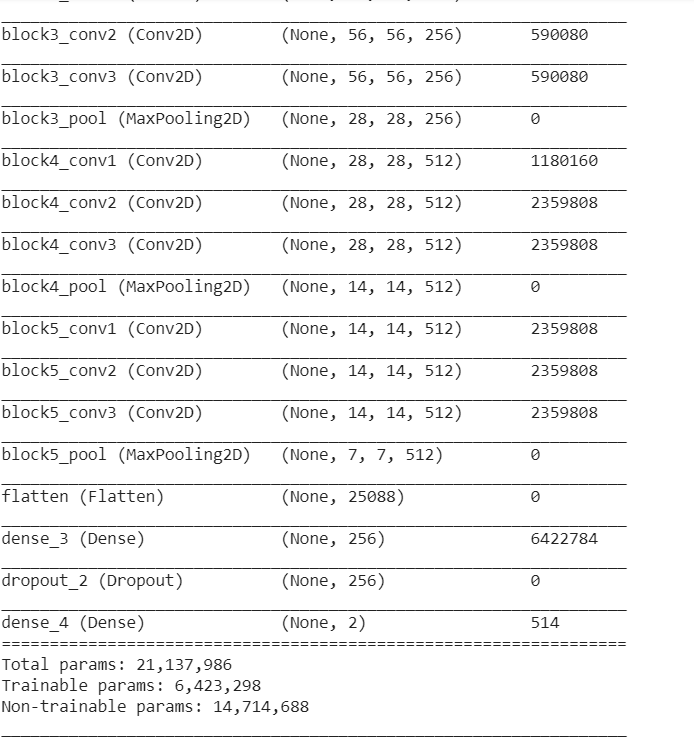 block3_conv2 (Conv2D) (None, 56, 56, 256) 590080
block3_conv3 (Conv2D) (None, 56, 56, 256) 590080
block3_pool (MaxPooling2D) (None, 28, 28, 256) 0
block4_conv1 (Conv2D) (None, 28, 28, 512) 1180160
block4_conv2 (Conv2D) (None, 28, 28, 512) 2359808
block4_conv3 (Conv2D) (None, 28, 28, 512) 2359808
block4_pool (MaxPooling2D) (None, 14, 14, 512) 0
block5_conv1 (Conv2D) (None, 14, 14, 512) 2359808
block5_conv2 (Conv2D) (None, 14, 14, 512) 2359808
block5_conv3 (Conv2D) (None, 14, 14, 512) 2359808
block5_pool (MaxPooling2D) (None, 7, 7, 512) 0
flatten (Flatten) (None, 25088) 0
dense_3 (Dense) (None, 256) 6422784
dropout_2 (Dropout) (None, 256) 0
dense_4 (Dense) (None, 2) 514
Total params: 21,137,986
Trainable params: 6,423,298
Non-trainable params: 14,714,688